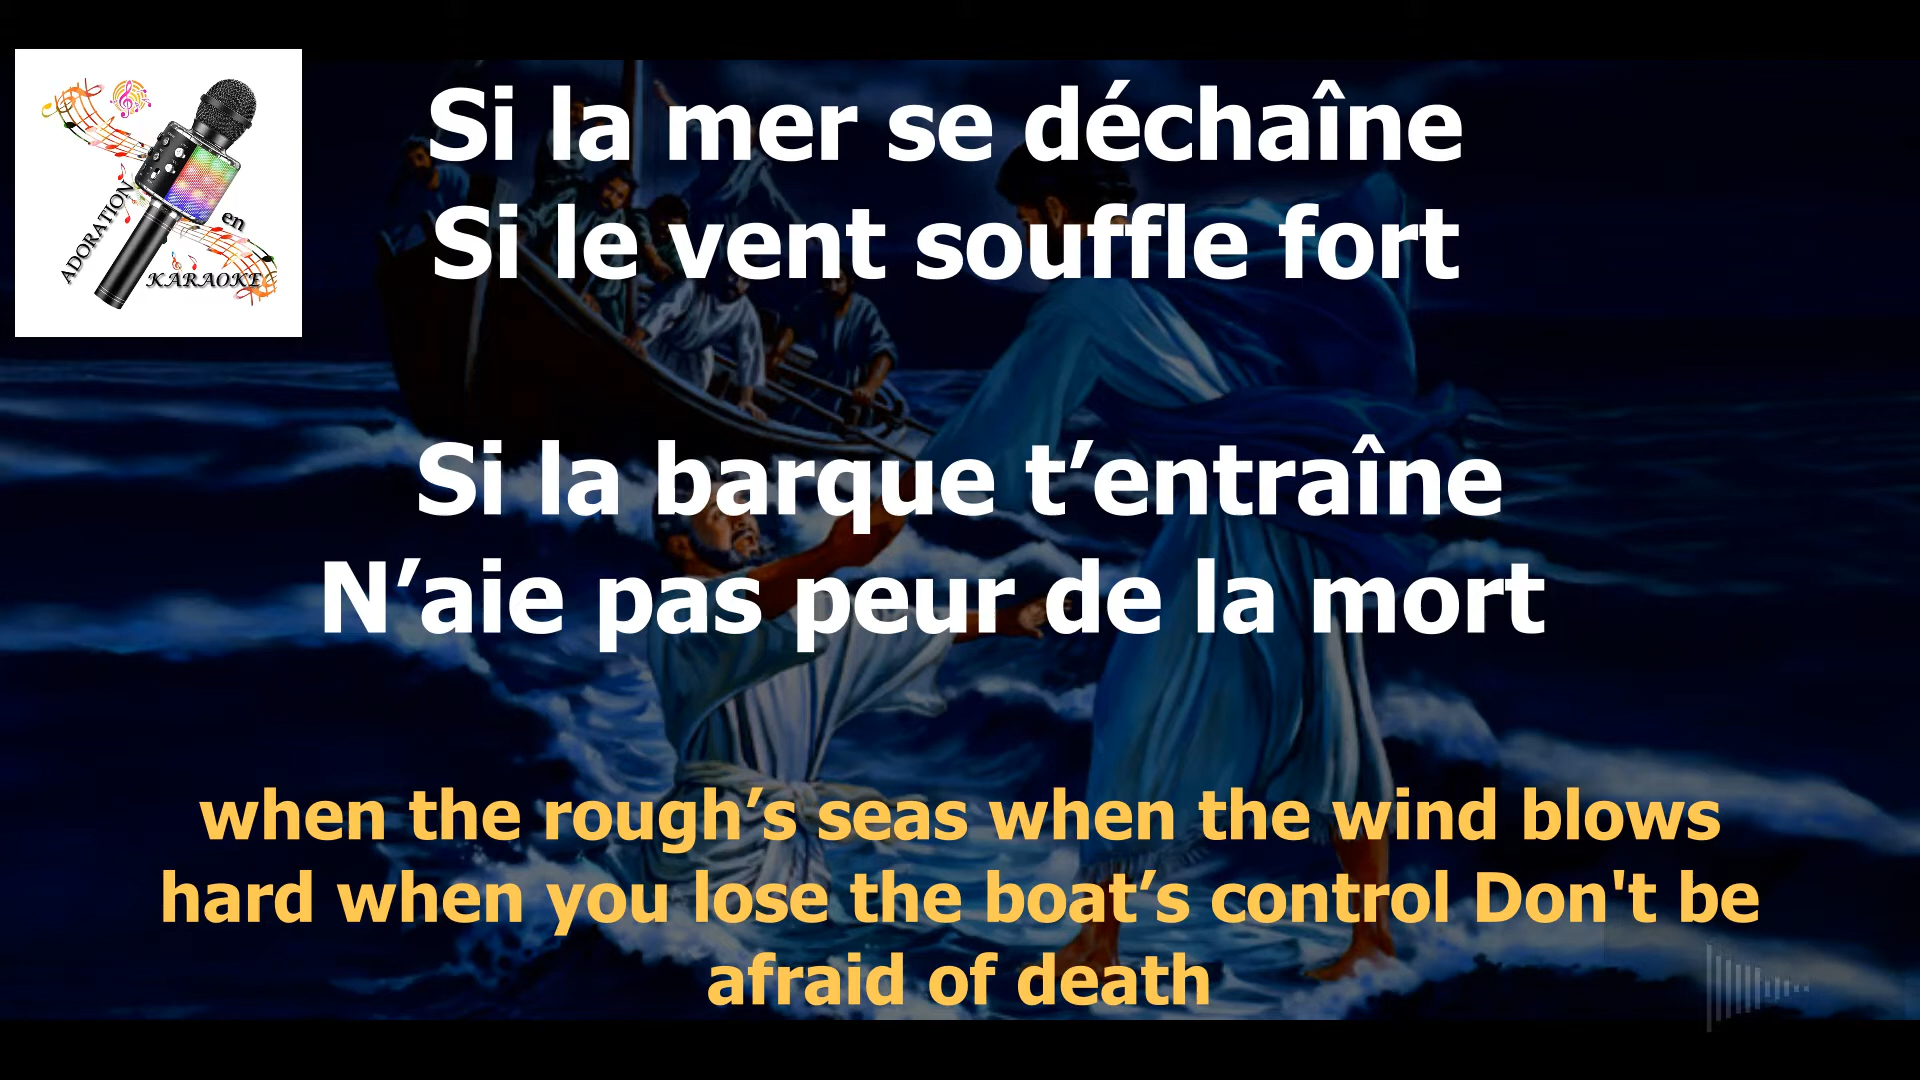 ADORATION
en
KARAOKE
Si la mer se déchaîne
Si le vent souffle fort
Si la barque t’entraîne
N’aie pas peur de la mort
when the rough’s seas when the wind blows
hard when you lose the boat’s control Don't be
afraid of death